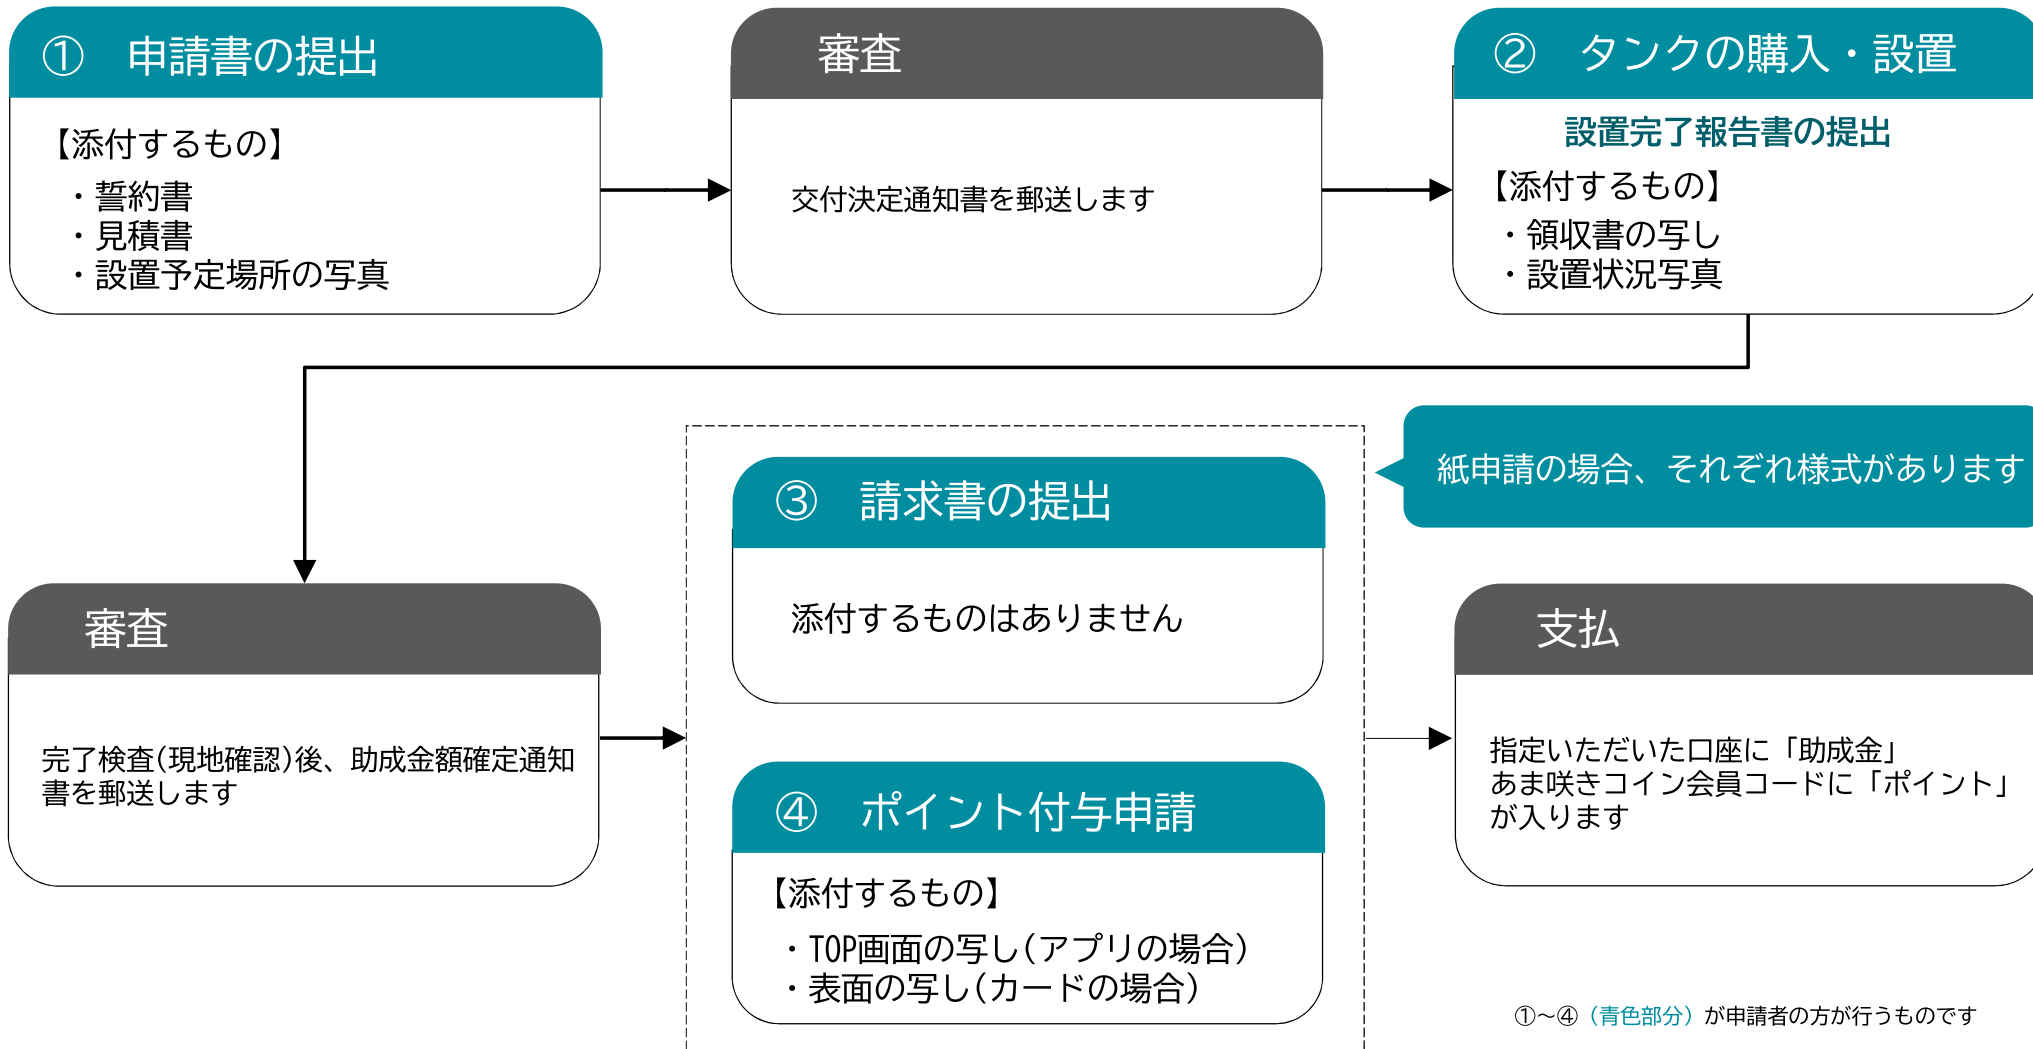 ① 申請書の提出
【添付するもの】
・誓約書
・見積書
・設置予定場所の写真
審査
交付決定通知書を郵送します
② タンクの購入・設置
設置完了報告書の提出
【添付するもの】
・領収書の写し
・設置状況写真
審査
完了検査(現地確認)後、助成金額確定通知
書を郵送します
③ 請求書の提出
添付するものはありません
④ ポイント付与申請
【添付するもの】
・TOP画面の写し(アプリの場合)
・表面の写し(カードの場合)
紙申請の場合、それぞれ様式があります
支払
指定いただいた口座に「助成金」
あま咲きコイン会員コードに「ポイント」
が入ります
①～④（青色部分）が申請者の方が行うものです